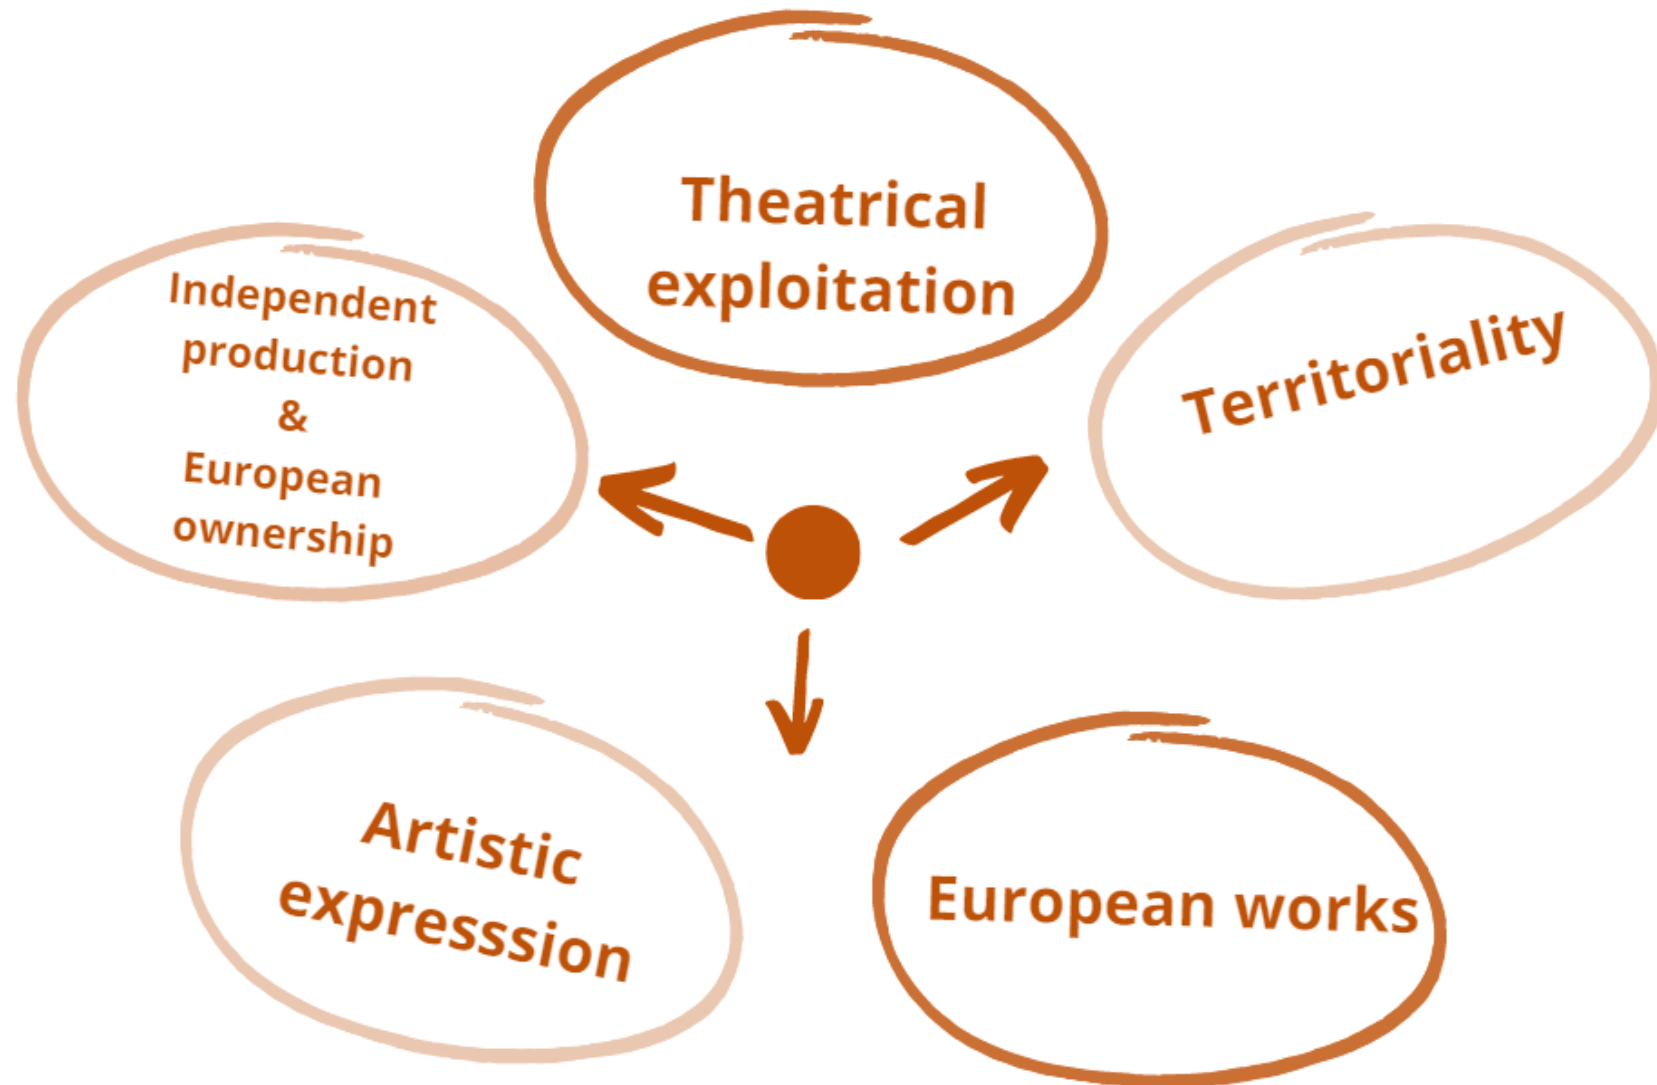 Theatrical
exploitation
Independent
production
&
European
ownership
Territoriality
Artistic
expresssion
European works